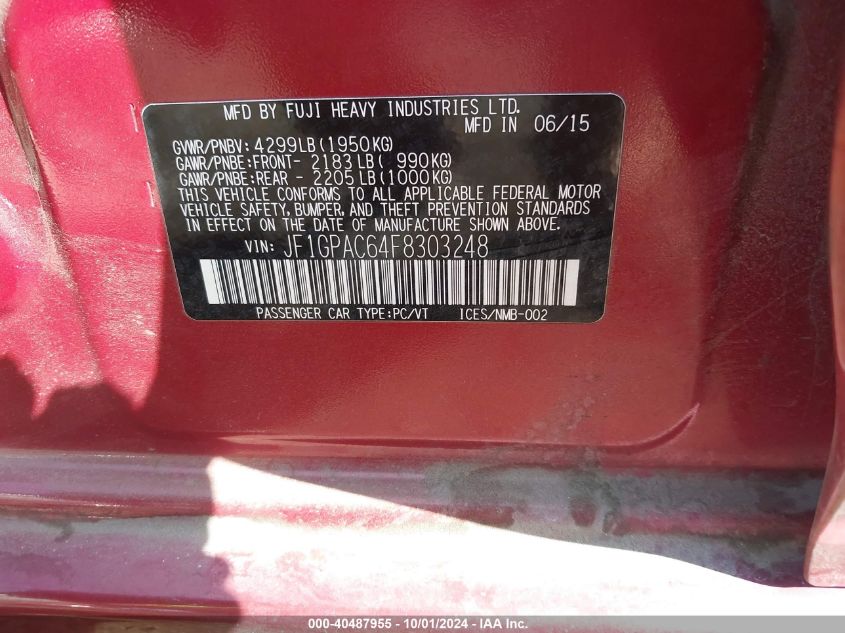 MFD BY FUJI HEAVY INDUSTRIES LTD.
MFD IN 06/15
GVWR/PNBV: 4299LB(1950KG)
GAWR/PNBE:FRONT- 2183LB( 990KG)
GAWR/PNBE:REAR - 2205LB(1000KG)
THIS VEHICLE CONFORMS TO ALL APPLICABLE FEDERAL MOTOR
VEHICLE SAFETY, BUMPER, AND THEFT PREVENTION STANDARDS
IN EFFECT ON THE DATE OF MANUFACTURE SHOWN ABOVE.
VIN: JF1GPAC64F8303248
PASSENGER CAR TYPE:PC/VT ICES/NMB-002
000-40487955 - 10/01/2024 - IAA Inc.